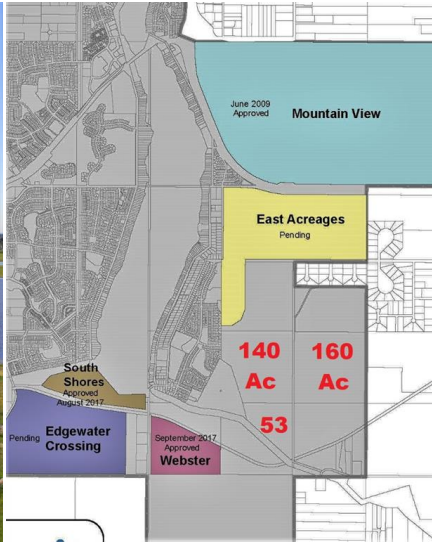 June 2009
Approved
Mountain View
East Acreages
Pending
140
Ac
160
Ac
53
South
Shores
Approved
August 2017
Pending
Edgewater
Crossing
September 2017
Approved
Webster